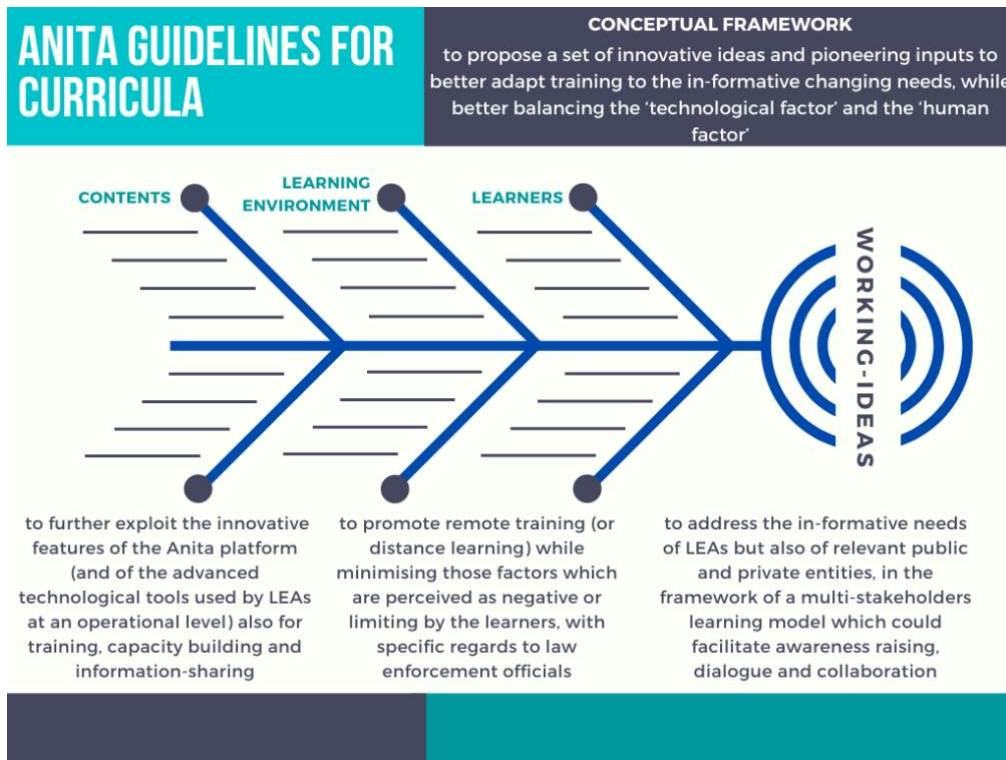 ANITA GUIDELINES FOR
CURRICULA
CONCEPTUAL FRAMEWORK
to propose a set of innovative ideas and pioneering inputs to
better adapt training to the in-formative changing needs, while
better balancing the ‘technological factor’ and the ‘human
factor’
CONTENTS
LEARNING
ENVIRONMENT
LEARNERS
WORKING-IDEAS
to further exploit the innovative
features of the Anita platform
(and of the advanced
technological tools used by LEAs
at an operational level) also for
training, capacity building and
information-sharing
to promote remote training (or
distance learning) while
minimising those factors which
are perceived as negative or
limiting by the learners, with
specific regards to law
enforcement officials
to address the in-formative needs
of LEAs but also of relevant public
and private entities, in the
framework of a multi-stakeholders
learning model which could
facilitate awareness raising,
dialogue and collaboration